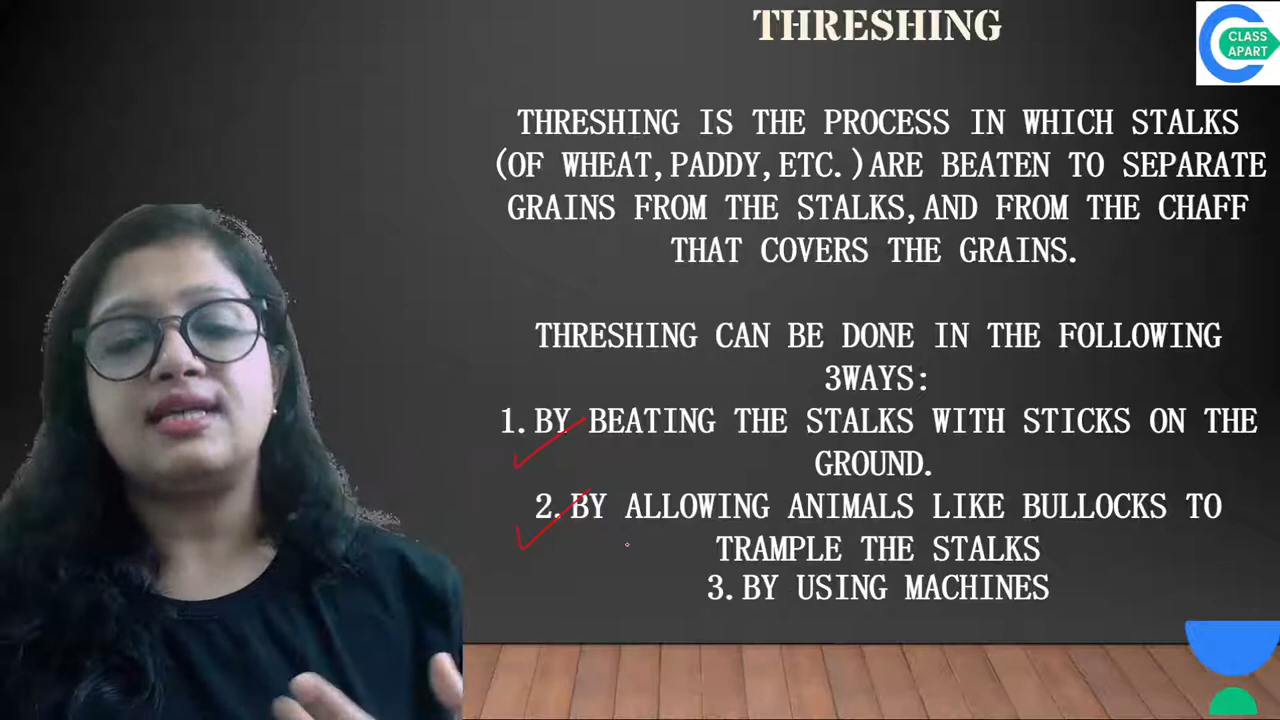 THRESHING
CLASS
APART
THRESHING IS THE PROCESS IN WHICH STALKS
(OF WHEAT,PADDY,ETC.)ARE BEATEN TO SEPARATE
GRAINS FROM THE STALKS,AND FROM THE CHAFF
THAT COVERS THE GRAINS.
THRESHING CAN BE DONE IN THE FOLLOWING
3WAYS:
1.BY BEATING THE STALKS WITH STICKS ON THE
GROUND.
2.BY ALLOWING ANIMALS LIKE BULLOCKS TO
TRAMPLE THE STALKS
3.BY USING MACHINES